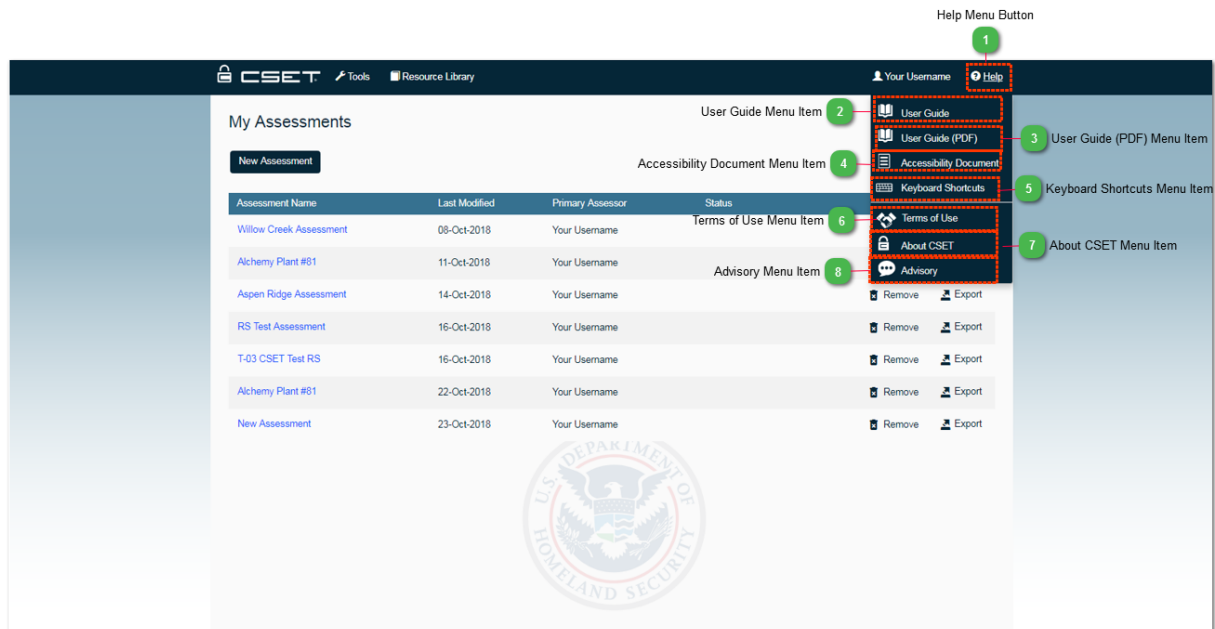 Help Menu Button
1
CSET Tools Resource Library Your Username Help
My Assessments
User Guide Menu Item 2 User Guide
User Guide (PDF) 3 User Guide (PDF) Menu Item
New Assessment
Accessibility Document Menu Item 4 Accessibility Document
Keyboard Shortcuts 5 Keyboard Shortcuts Menu Item
Assessment Name Last Modified Primary Assessor Status
Terms of Use Menu Item 6 Terms of Use
Willow Creek Assessment 08-Oct-2018 Your Username
About CSET 7 About CSET Menu Item
Alchemy Plant #81 11-Oct-2018 Your Username
Advisory Menu Item 8 Advisory
Aspen Ridge Assessment 14-Oct-2018 Your Username Remove Export
RS Test Assessment 16-Oct-2018 Your Username Remove Export
T-03 CSET Test RS 16-Oct-2018 Your Username Remove Export
Alchemy Plant #81 22-Oct-2018 Your Username Remove Export
New Assessment 23-Oct-2018 Your Username Remove Export
U.S. DEPARTMENT OF
HOMELAND SECURITY